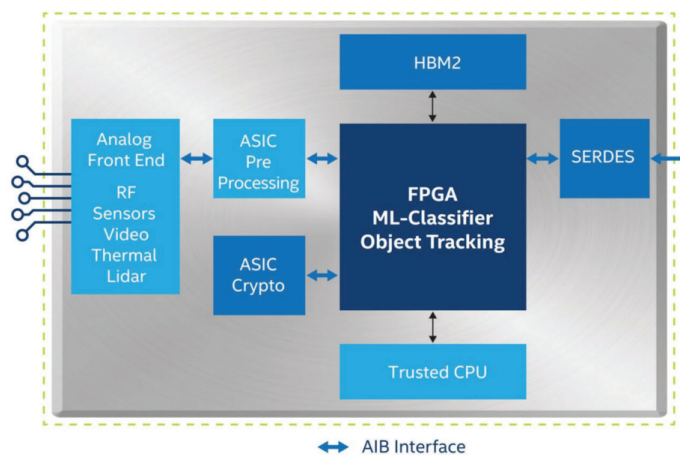 HBM2
Analog
Front End
RF
Sensors
Video
Thermal
Lidar
ASIC
Pre
Processing
ASIC
Crypto
FPGA
ML-Classifier
Object Tracking
SERDES
Trusted CPU
AIB Interface